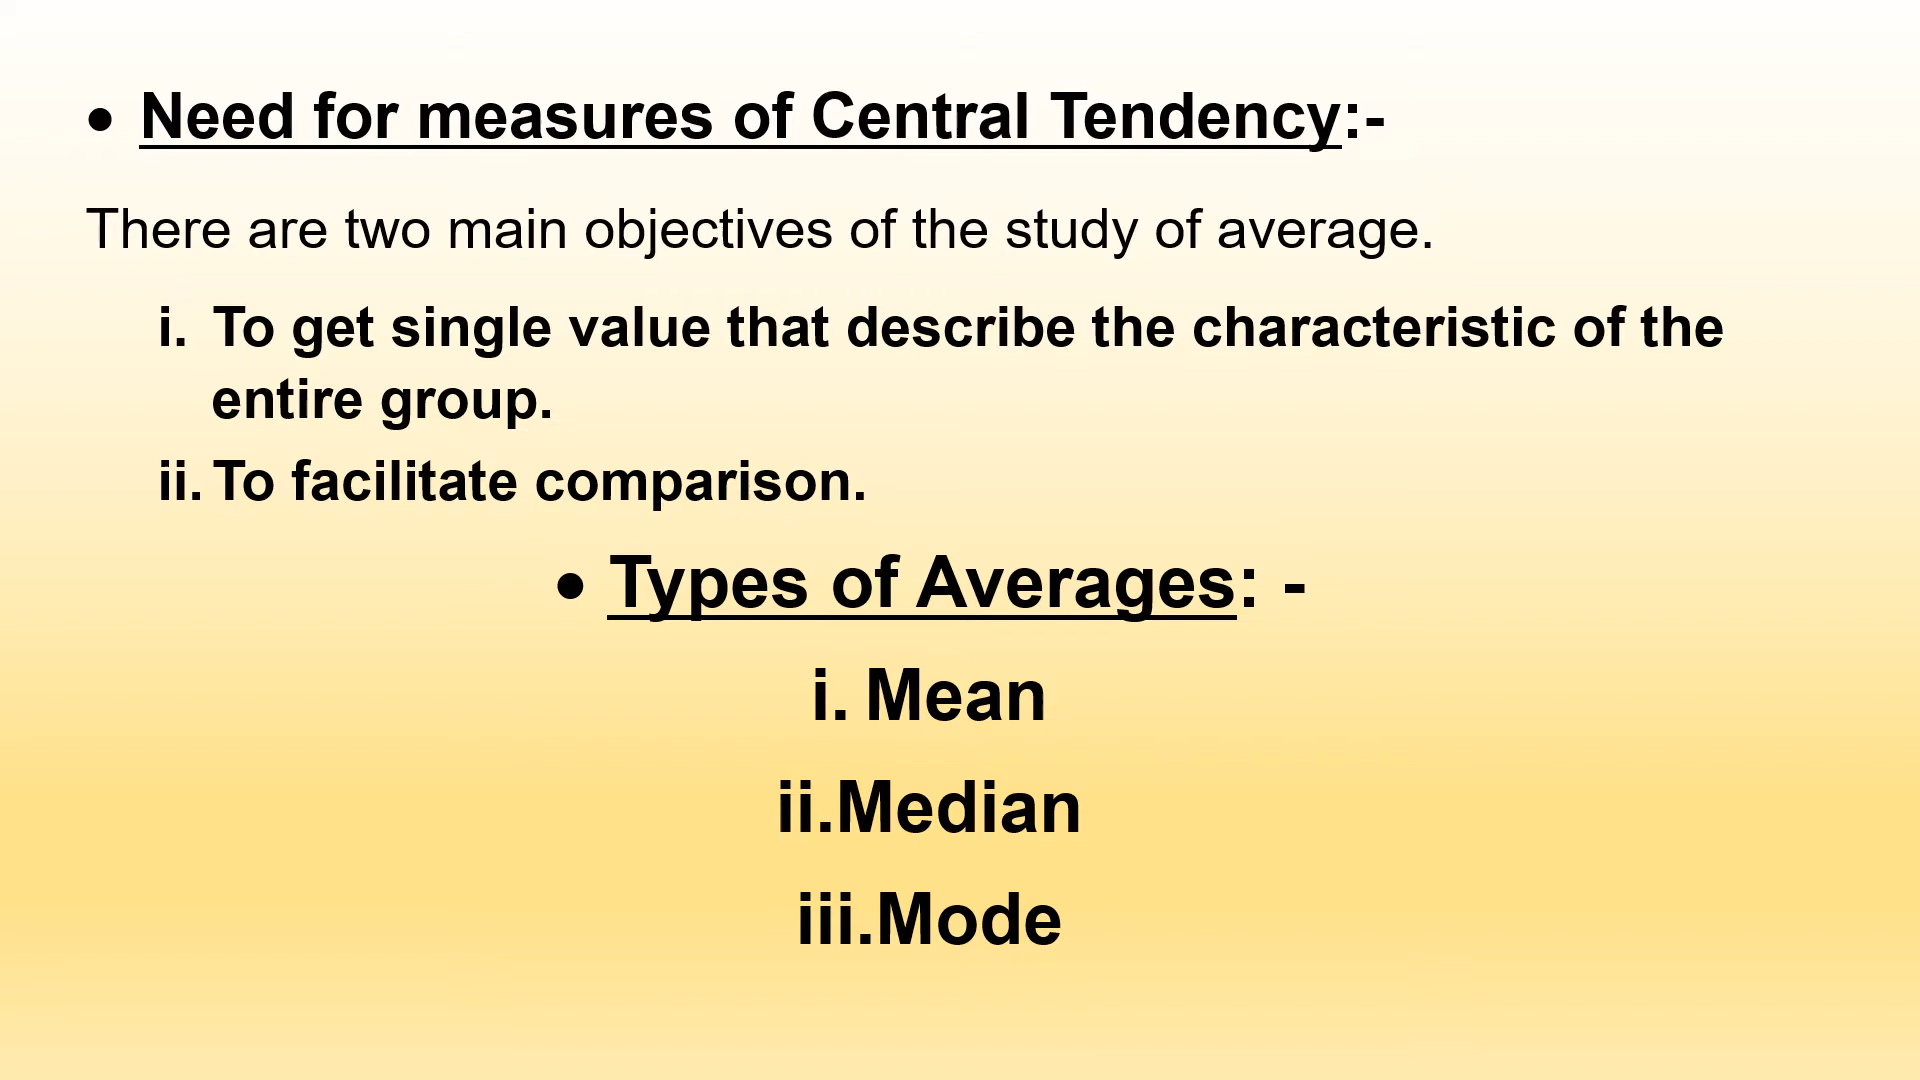 • Need for measures of Central Tendency:-
There are two main objectives of the study of average.
i. To get single value that describe the characteristic of the
entire group.
ii. To facilitate comparison.
• Types of Averages: -
i. Mean
ii.Median
iii.Mode